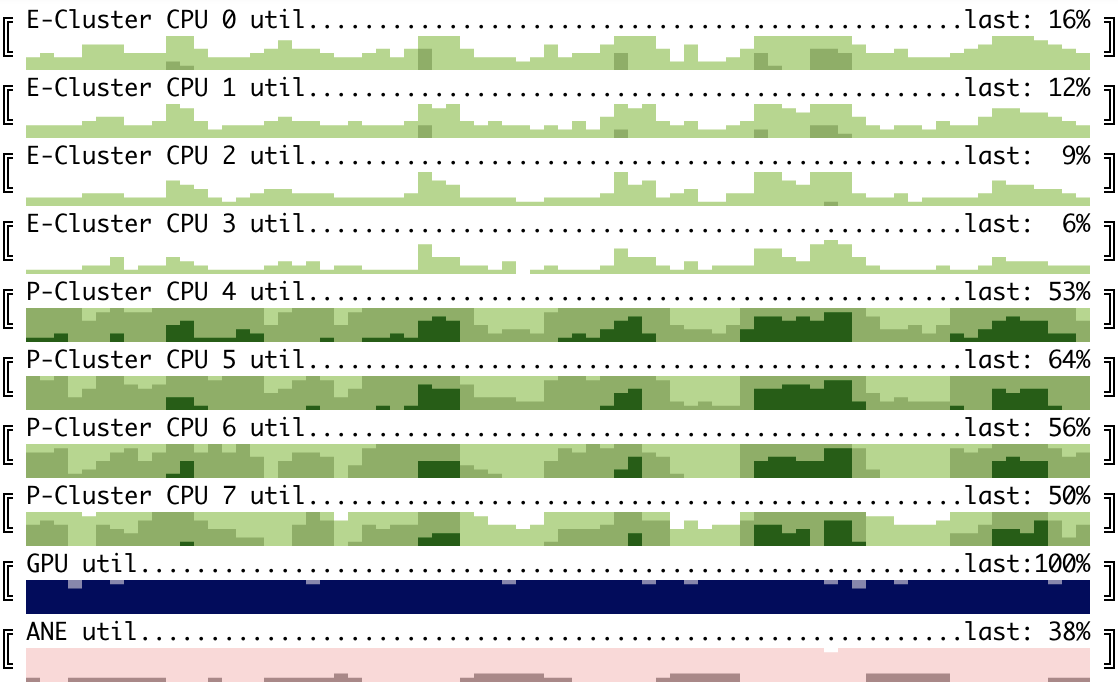 E-Cluster CPU 0 util...............................................last: 16%
E-Cluster CPU 1 util...............................................last: 12%
E-Cluster CPU 2 util...............................................last:  9%
E-Cluster CPU 3 util...............................................last:  6%
P-Cluster CPU 4 util...............................................last: 53%
P-Cluster CPU 5 util...............................................last: 64%
P-Cluster CPU 6 util...............................................last: 56%
P-Cluster CPU 7 util...............................................last: 50%
GPU util...........................................................last:100%
ANE util...........................................................last: 38%